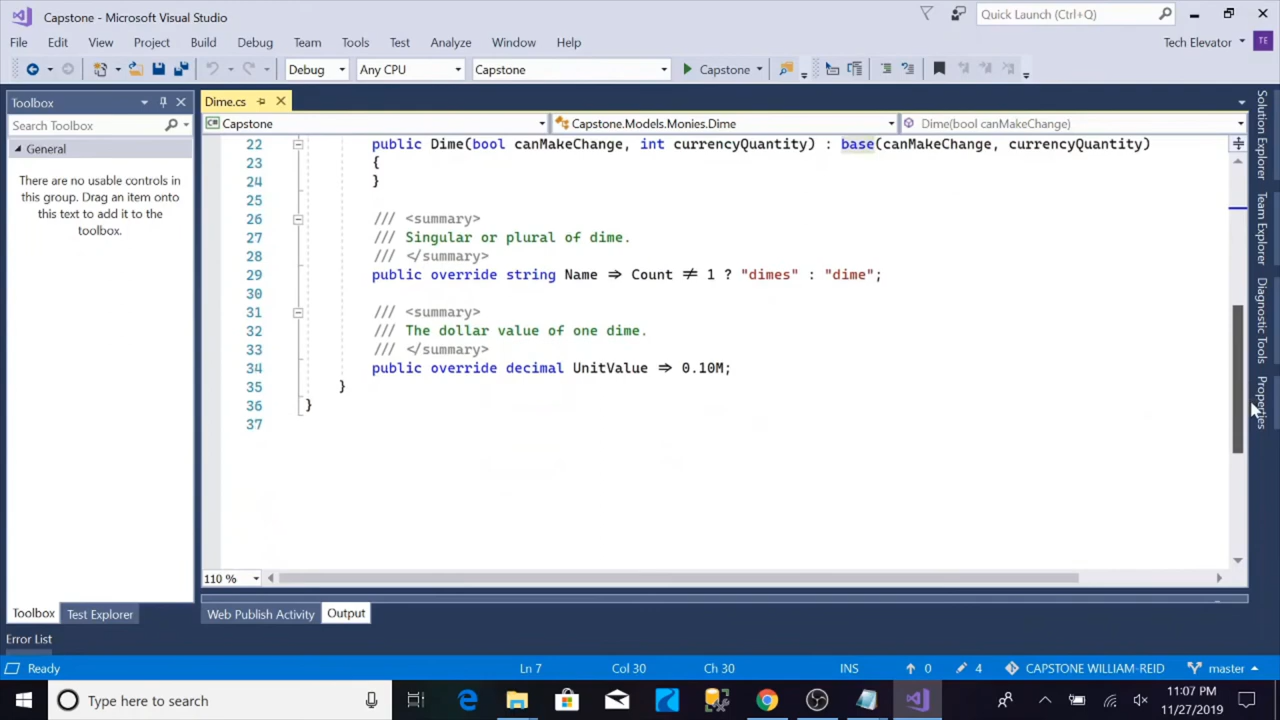 Capstone - Microsoft Visual Studio
Quick Launch (Ctrl+Q)
File Edit View Project Build Debug Team Tools Test Analyze Window Help
Tech Elevator TE
Debug Any CPU Capstone Capstone
Toolbox
Search Toolbox
General
There are no usable controls in
this group. Drag an item onto
this text to add it to the
toolbox.
Dime.cs
Capstone Capstone.Models.Monies.Dime Dime(bool canMakeChange)
22 public Dime(bool canMakeChange, int currencyQuantity) : base(canMakeChange, currencyQuantity)
23 {
24 }
25
26 /// <summary>
27 /// Singular or plural of dime.
28 /// </summary>
29 public override string Name ⇒ Count ≠ 1 ? "dimes" : "dime";
30
31 /// <summary>
32 /// The dollar value of one dime.
33 /// </summary>
34 public override decimal UnitValue ⇒ 0.10M;
35 }
36 }
37
110 %
Solution Explorer
Team Explorer
Diagnostic Tools
Properties
Toolbox Test Explorer
Web Publish Activity Output
Error List
Ready Ln 7 Col 30 Ch 30 INS 0 4 CAPSTONE WILLIAM-REID master
Type here to search
11:07 PM
11/27/2019